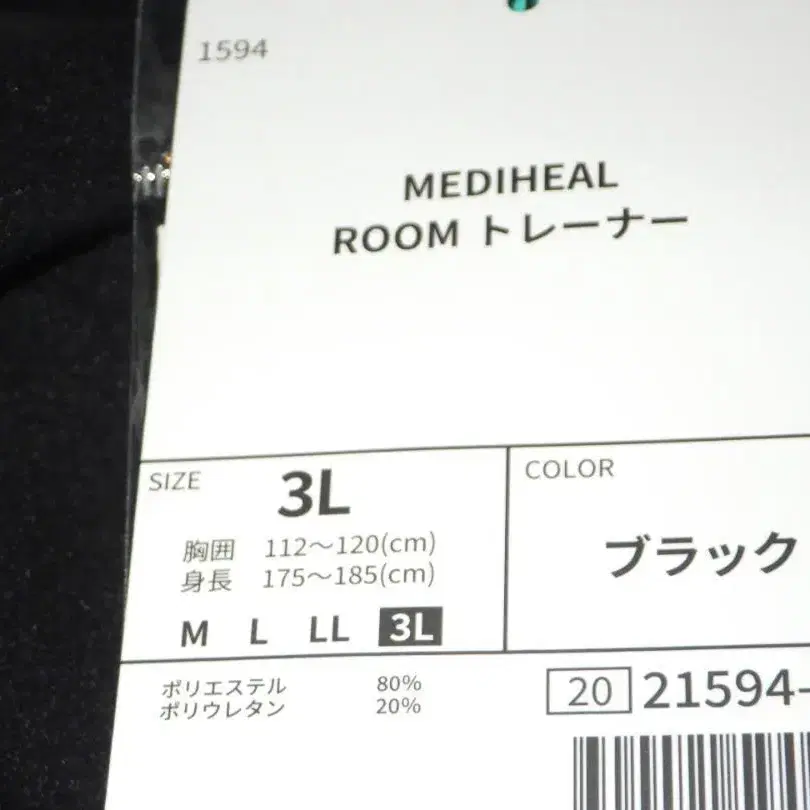 1594
MEDIHEAL
ROOM トレーナー
SIZE
3L
胸囲 112～120(cm)
身長 175～185(cm)
M L LL 3L
COLOR
ブラック
ポリエステル 80%
ポリウレタン 20%
20 21594-